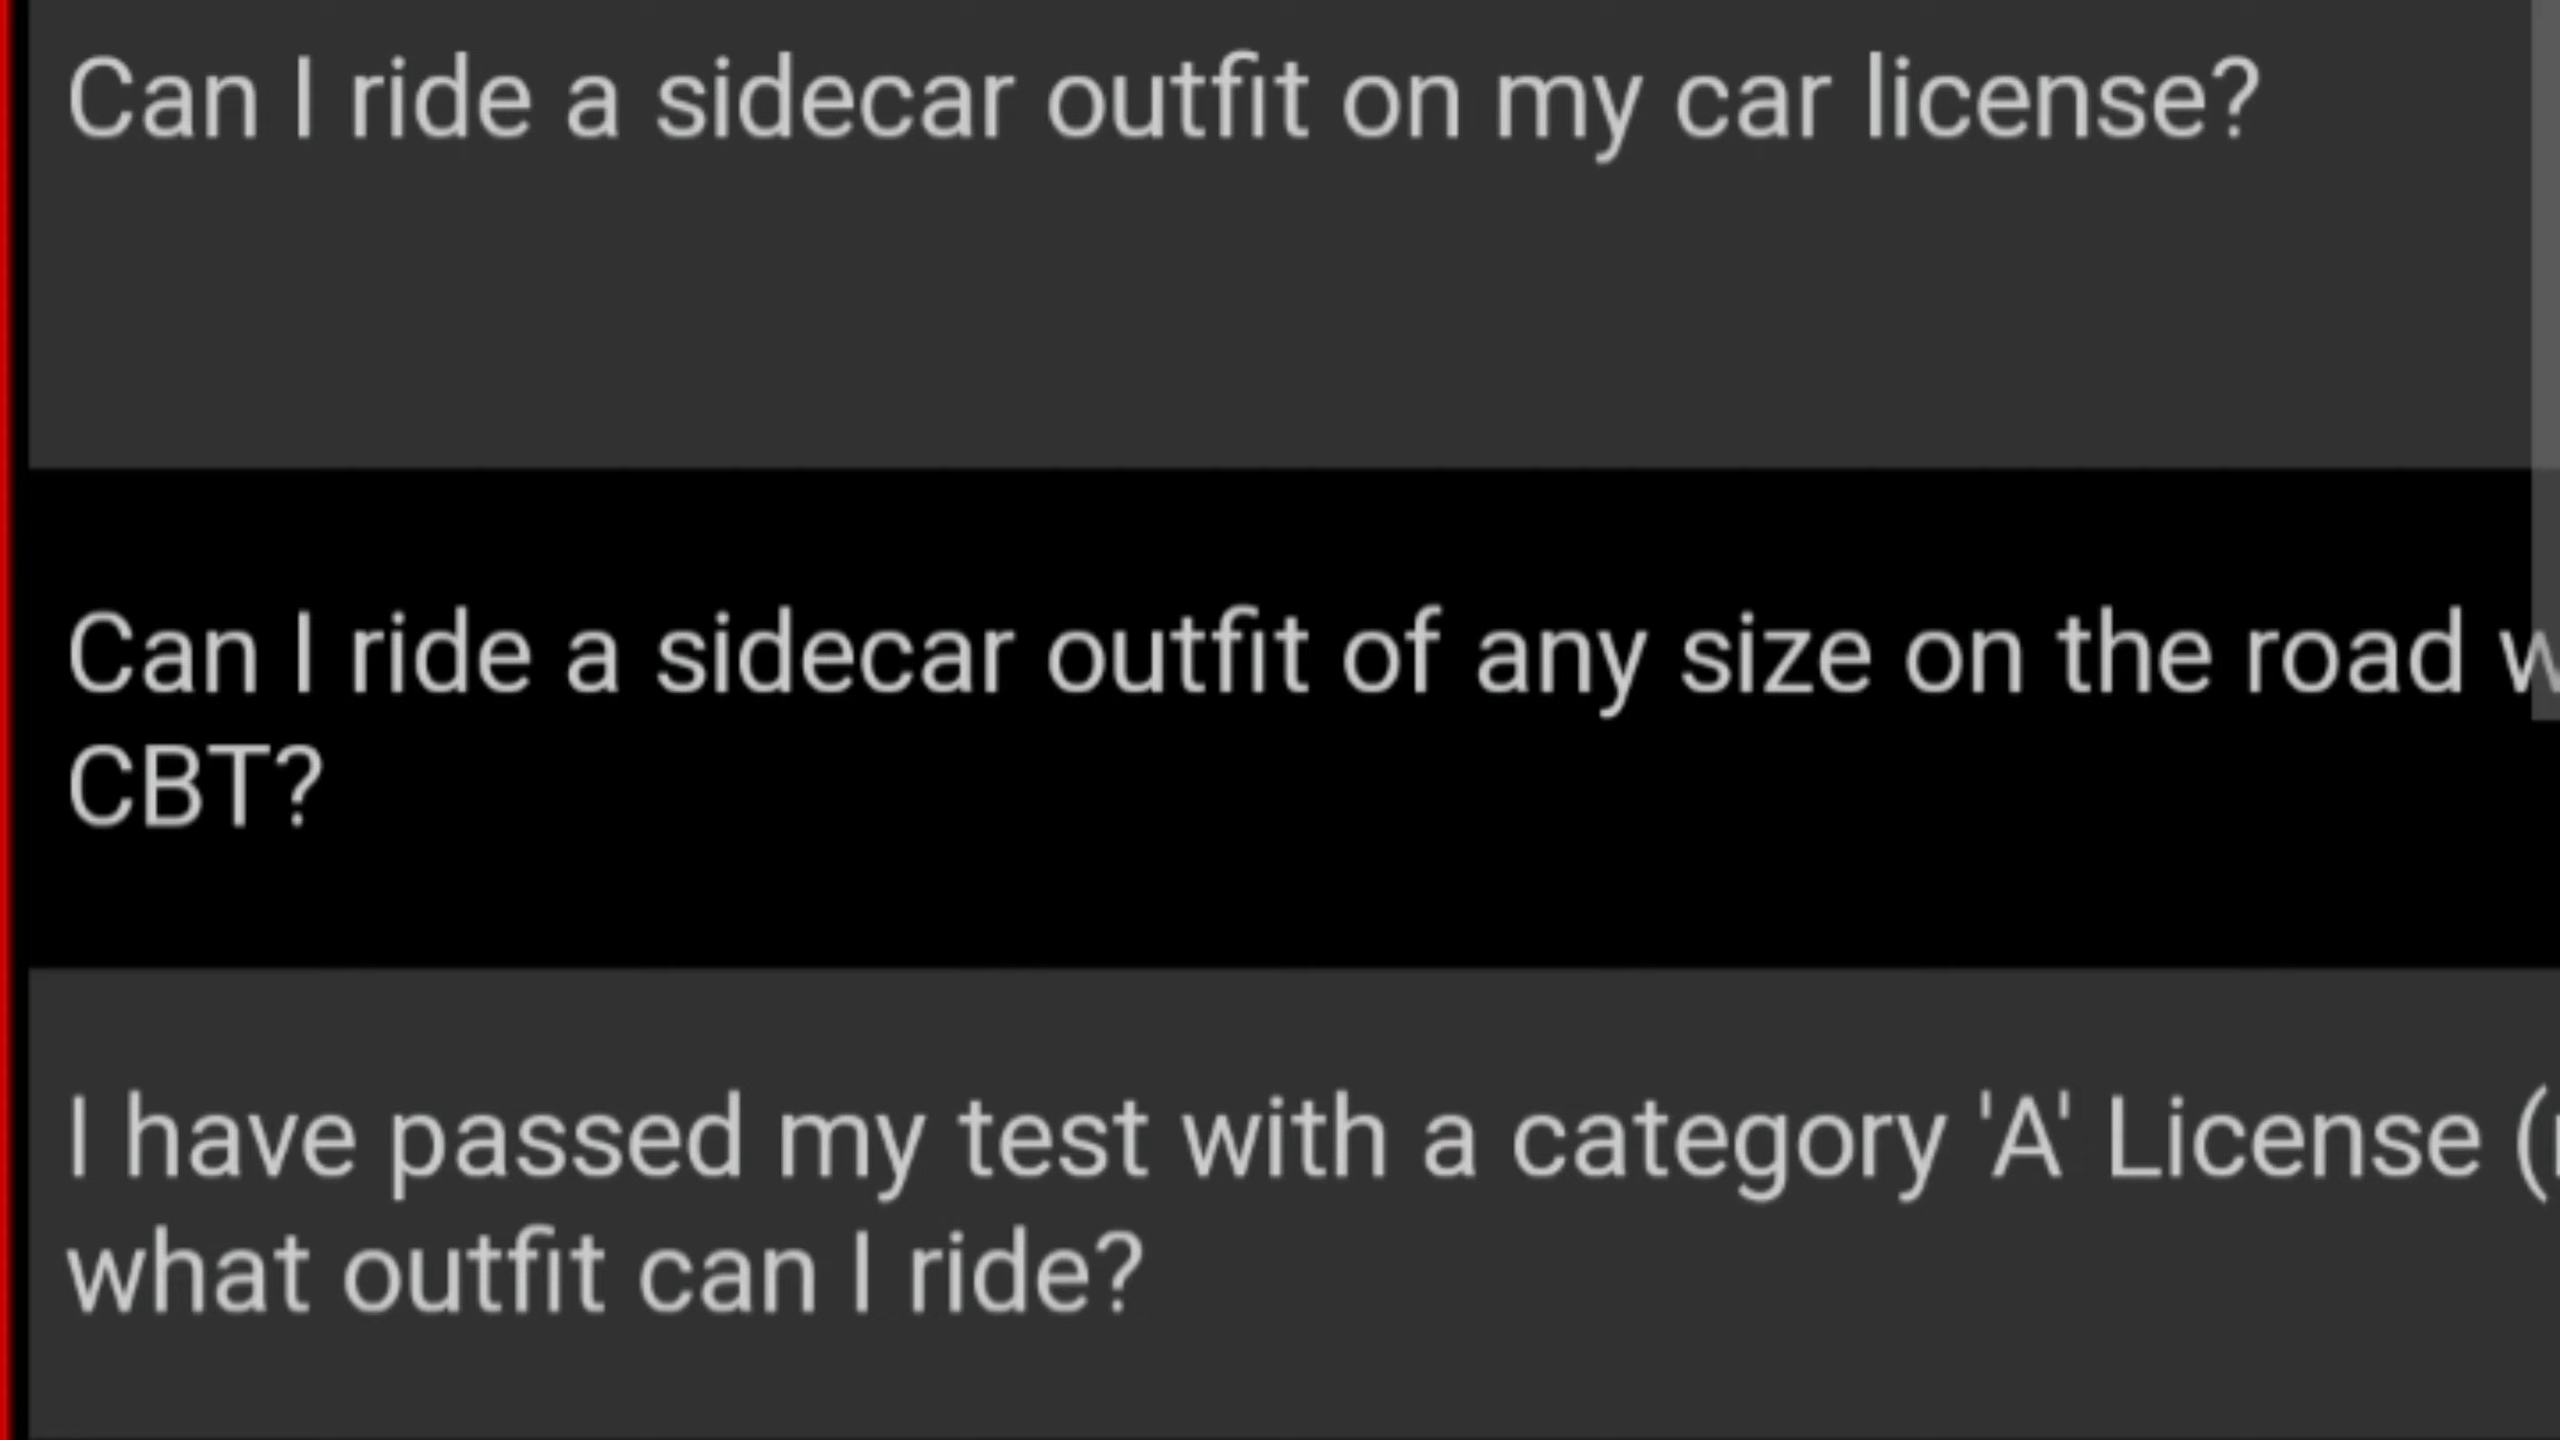 Can I ride a sidecar outfit on my car license?
Can I ride a sidecar outfit of any size on the road
CBT?
I have passed my test with a category 'A' License (
what outfit can I ride?